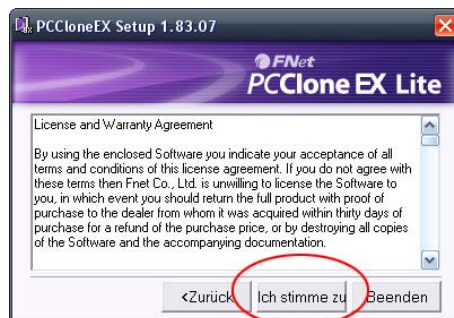 PCCloneEX Setup 1.83.07
FNet
PCClone EX Lite
License and Warranty Agreement
By using the enclosed Software you indicate your acceptance of all
terms and conditions of this license agreement. If you do not agree with
these terms then Fnet Co., Ltd. is unwilling to license the Software to
you, in which event you should return the full product with proof of
purchase to the dealer from whom it was acquired within thirty days of
purchase for a refund of the purchase price, or by destroying all copies
of the Software and the accompanying documentation.
<Zurück
Ich stimme zu
Beenden